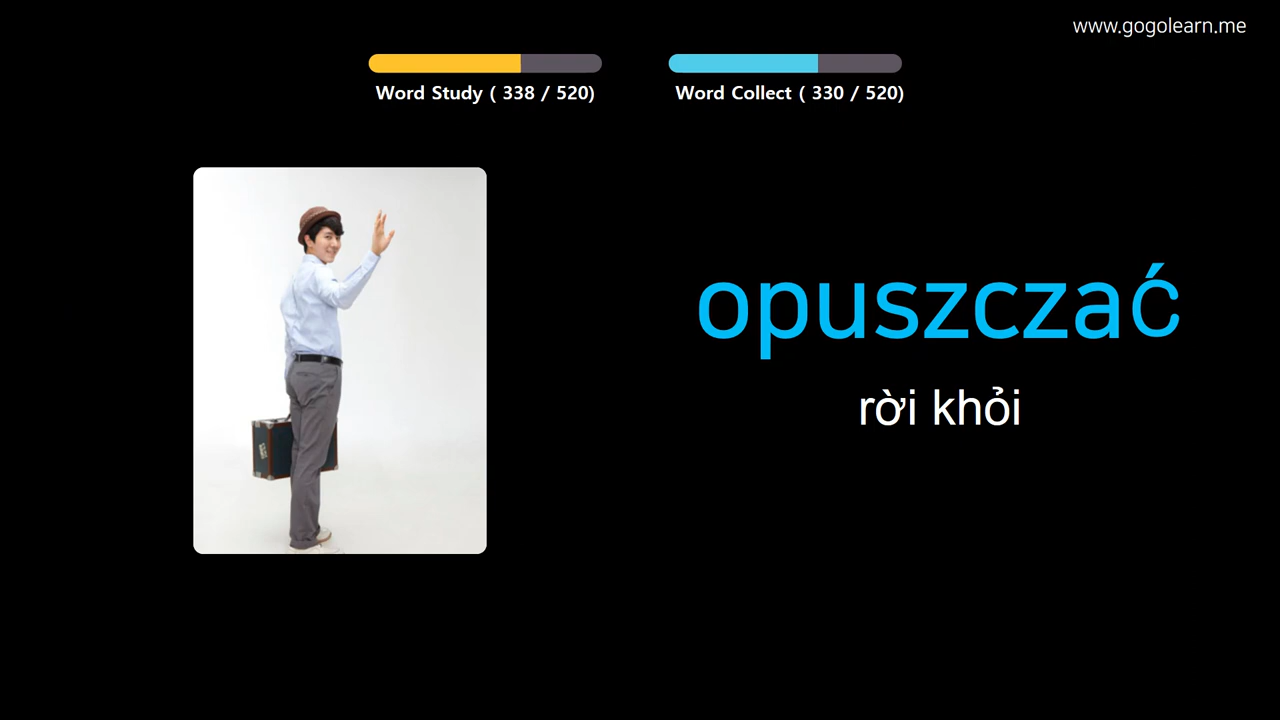 www.gogolearn.me
Word Study ( 338 / 520)
Word Collect ( 330 / 520)
opuszczać
rời khỏi